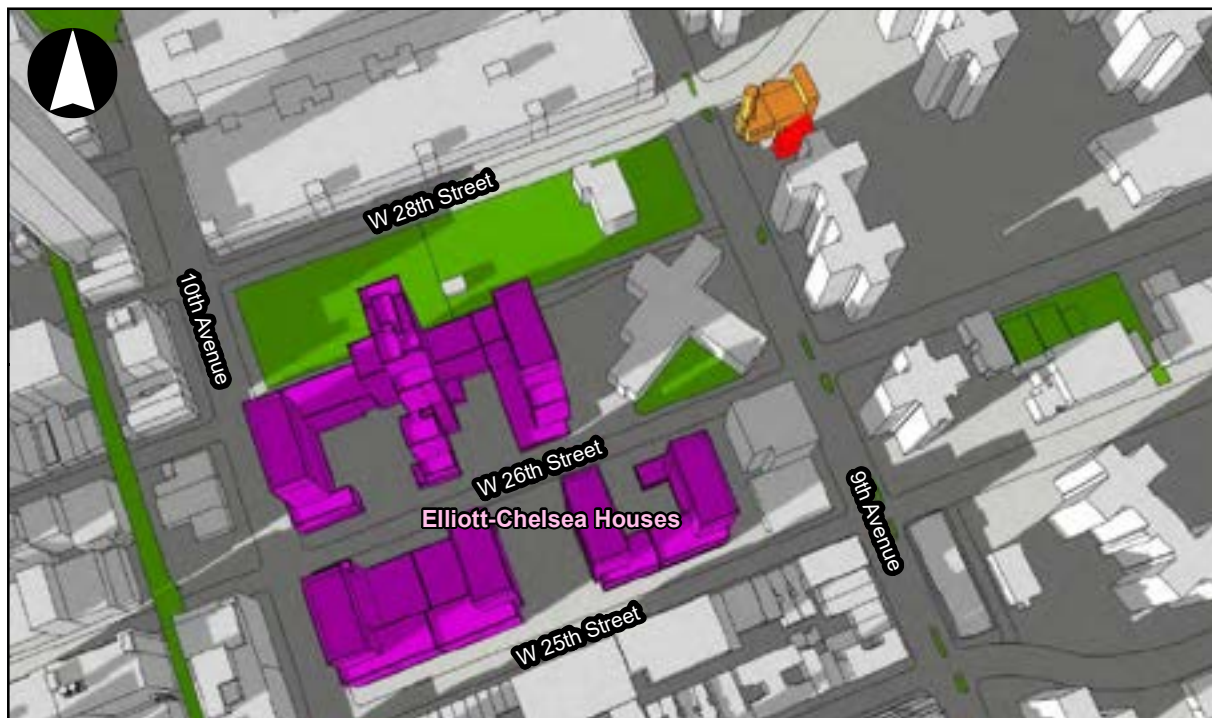 W 28th Street
10th Avenue
W 26th Street
Elliott-Chelsea Houses
9th Avenue
W 25th Street